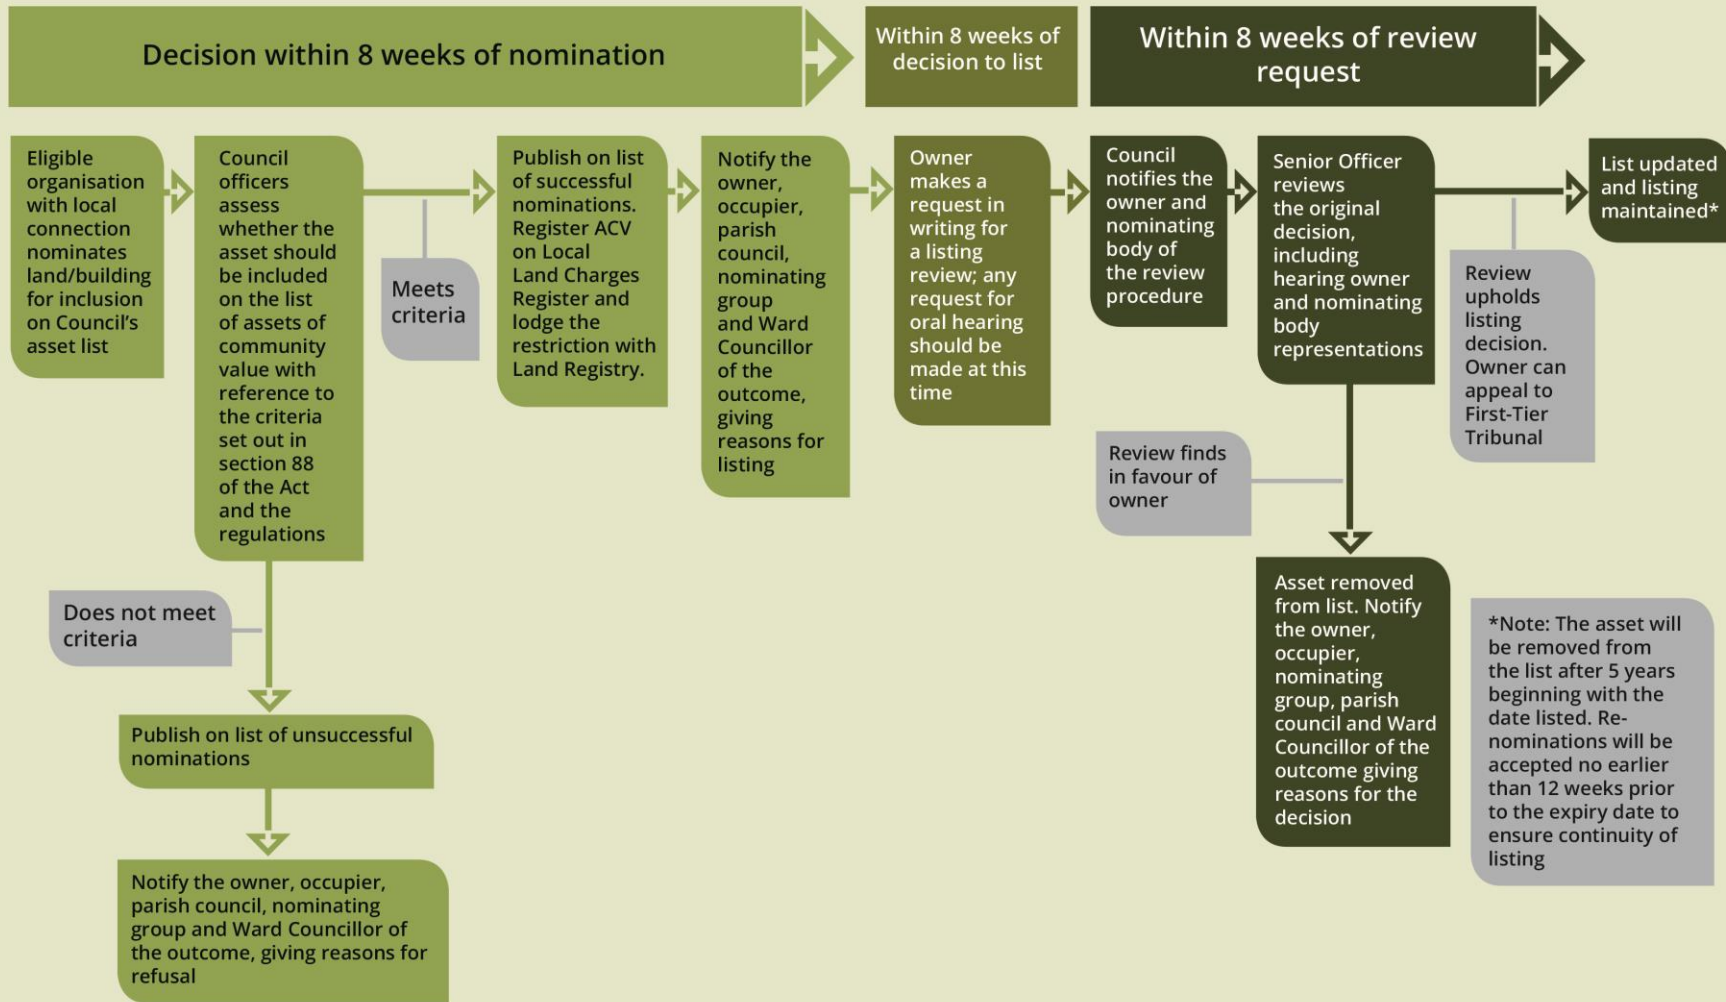 Decision within 8 weeks of nomination
Within 8 weeks of
decision to list
Within 8 weeks of review
request
Eligible
organisation
with local
connection
nominates
land/building
for inclusion
on Council's
asset list
Council
officers
assess
whether the
asset should
be included
on the list
of assets of
community
value with
reference to
the criteria
set out in
section 88
of the Act
and the
regulations
Meets
criteria
Publish on list
of successful
nominations.
Register ACV
on Local
Land Charges
Register and
lodge the
restriction with
Land Registry.
Notify the
owner,
occupier,
parish
council,
nominating
group
and Ward
Councillor
of the
outcome,
giving
reasons for
listing
Owner
makes a
request in
writing for
a listing
review; any
request for
oral hearing
should be
made at this
time
Council
notifies the
owner and
nominating
body of
the review
procedure
Senior Officer
reviews
the original
decision,
including
hearing owner
and nominating
body
representations
List updated
and listing
maintained*
Review
upholds
listing
decision.
Owner can
appeal to
First-Tier
Tribunal
Review finds
in favour of
owner
Asset removed
from list. Notify
the owner,
occupier,
nominating
group, parish
council and Ward
Councillor of the
outcome giving
reasons for the
decision
*Note: The asset will
be removed from
the list after 5 years
beginning with the
date listed. Re-
nominations will be
accepted no earlier
than 12 weeks prior
to the expiry date to
ensure continuity of
listing
Does not meet
criteria
Publish on list of unsuccessful
nominations
Notify the owner, occupier,
parish council, nominating
group and Ward Councillor of
the outcome, giving reasons for
refusal